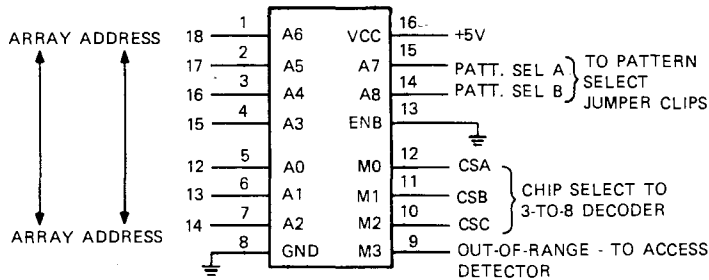 ARRAY ADDRESS
18 1 A6 VCC 16 +5V
17 2 A5 A7 15 PATT. SEL A
16 3 A4 A8 14 PATT. SEL B
TO PATTERN
SELECT
JUMPER CLIPS
15 4 A3 ENB 13
12 5 A0 M0 12 CSA
13 6 A1 M1 11 CSB
14 7 A2 M2 10 CSC
CHIP SELECT TO
3-TO-8 DECODER
ARRAY ADDRESS
8 GND M3 9 OUT-OF-RANGE - TO ACCESS
DETECTOR